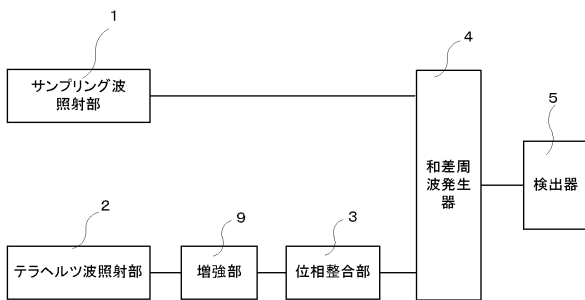 1
サンプリング波
照射部
4
和差周
波発生
器
5
検出器
2
テラヘルツ波照射部
9
増強部
3
位相整合部